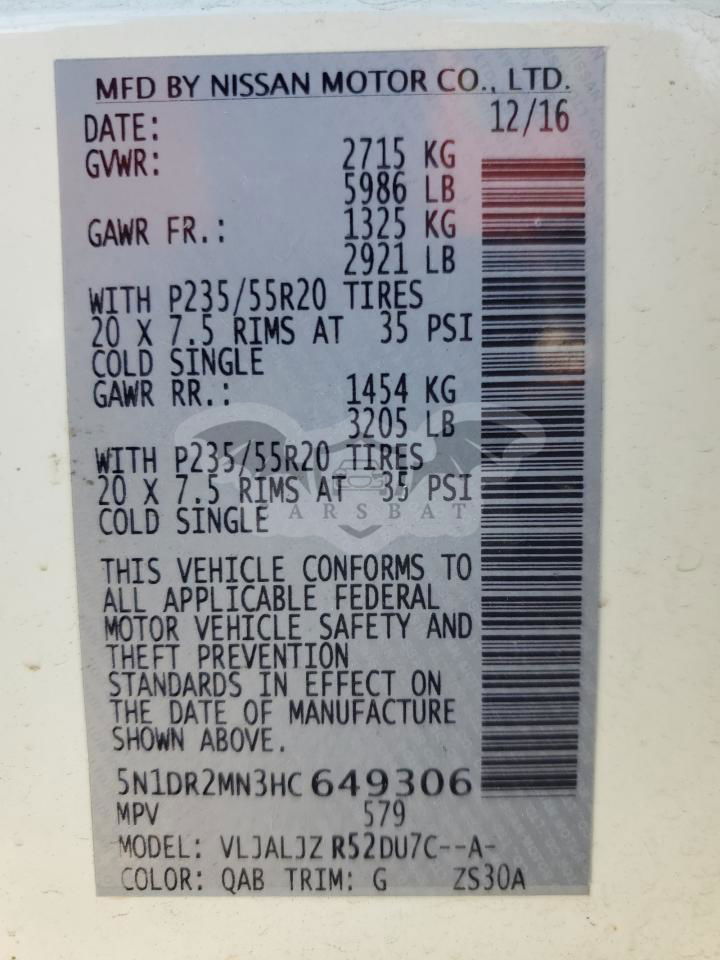 MFD BY NISSAN MOTOR CO., LTD.
DATE: 12/16
GVWR: 2715 KG
5986 LB
GAWR FR.: 1325 KG
2921 LB
WITH P235/55R20 TIRES
20 X 7.5 RIMS AT 35 PSI
COLD SINGLE
GAWR RR.: 1454 KG
3205 LB
WITH P235/55R20 TIRES
20 X 7.5 RIMS AT 35 PSI
COLD SINGLE
ARSBAT
THIS VEHICLE CONFORMS TO
ALL APPLICABLE FEDERAL
MOTOR VEHICLE SAFETY AND
THEFT PREVENTION
STANDARDS IN EFFECT ON
THE DATE OF MANUFACTURE
SHOWN ABOVE.
5N1DR2MN3HC649306
MPV 579
MODEL: VLJALJZ R52DU7C--A-
COLOR: QAB TRIM: G ZS30A